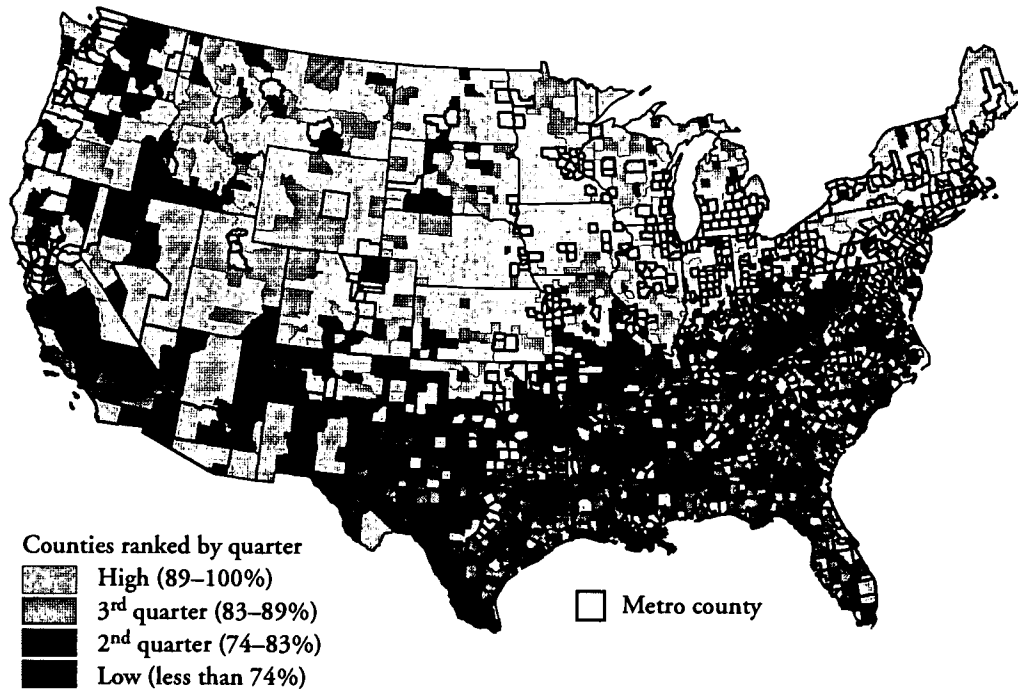 Counties ranked by quarter
High (89–100%)
3rd quarter (83–89%)
2nd quarter (74–83%)
Low (less than 74%)
Metro county